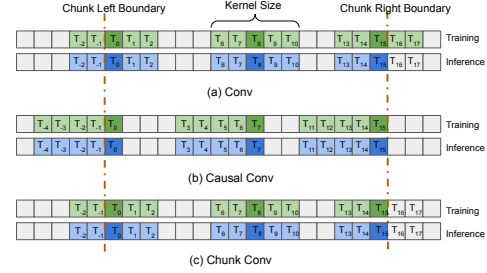 Chunk Left Boundary Kernel Size Chunk Right Boundary
T-2 T-1 T0 T1 T2 T6 T7 T8 T9 T10 T13 T14 T15 T16 T17 Training
T-2 T-1 T0 T1 T2 T6 T7 T8 T9 T10 T13 T14 T15 T16 T17 Inference
(a) Conv
T-4 T-3 T-2 T-1 T0 T3 T4 T5 T6 T7 T11 T12 T13 T14 T15 Training
T-4 T-3 T-2 T-1 T0 T3 T4 T5 T6 T7 T11 T12 T13 T14 T15 Inference
(b) Causal Conv
T-2 T-1 T0 T1 T2 T6 T7 T8 T9 T10 T13 T14 T15 T16 T17 Training
T-2 T-1 T0 T1 T2 T6 T7 T8 T9 T10 T13 T14 T15 T16 T17 Inference
(c) Chunk Conv